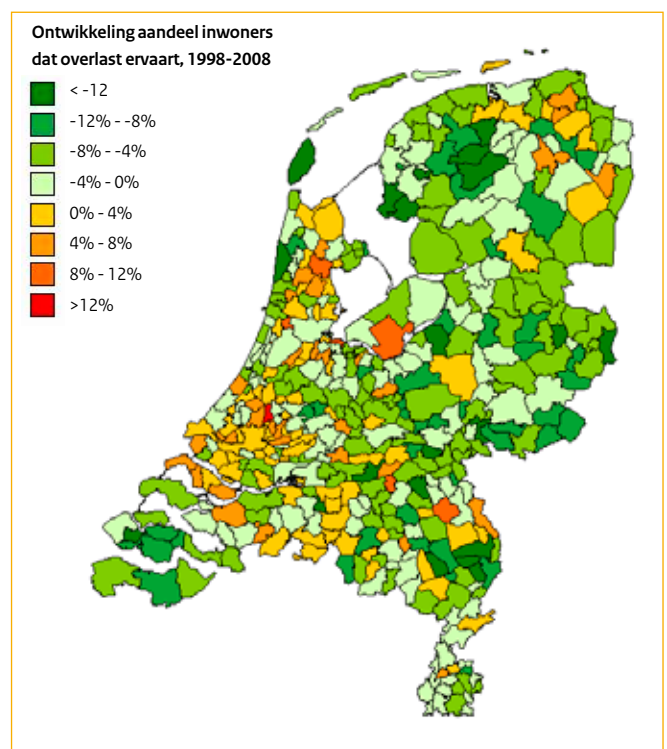 Ontwikkeling aandeel inwoners
dat overlast ervaart, 1998-2008
< -12
-12% - -8%
-8% - -4%
-4% - 0%
0% - 4%
4% - 8%
8% - 12%
>12%